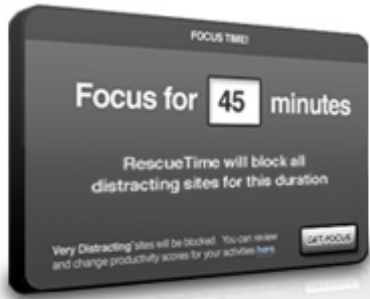 FOCUS TIME!
Focus for 45 minutes
RescueTime will block all
distracting sites for this duration
Very Distracting sites will be blocked. You can review
and change productivity scores for your activities here.
GET FOCUS